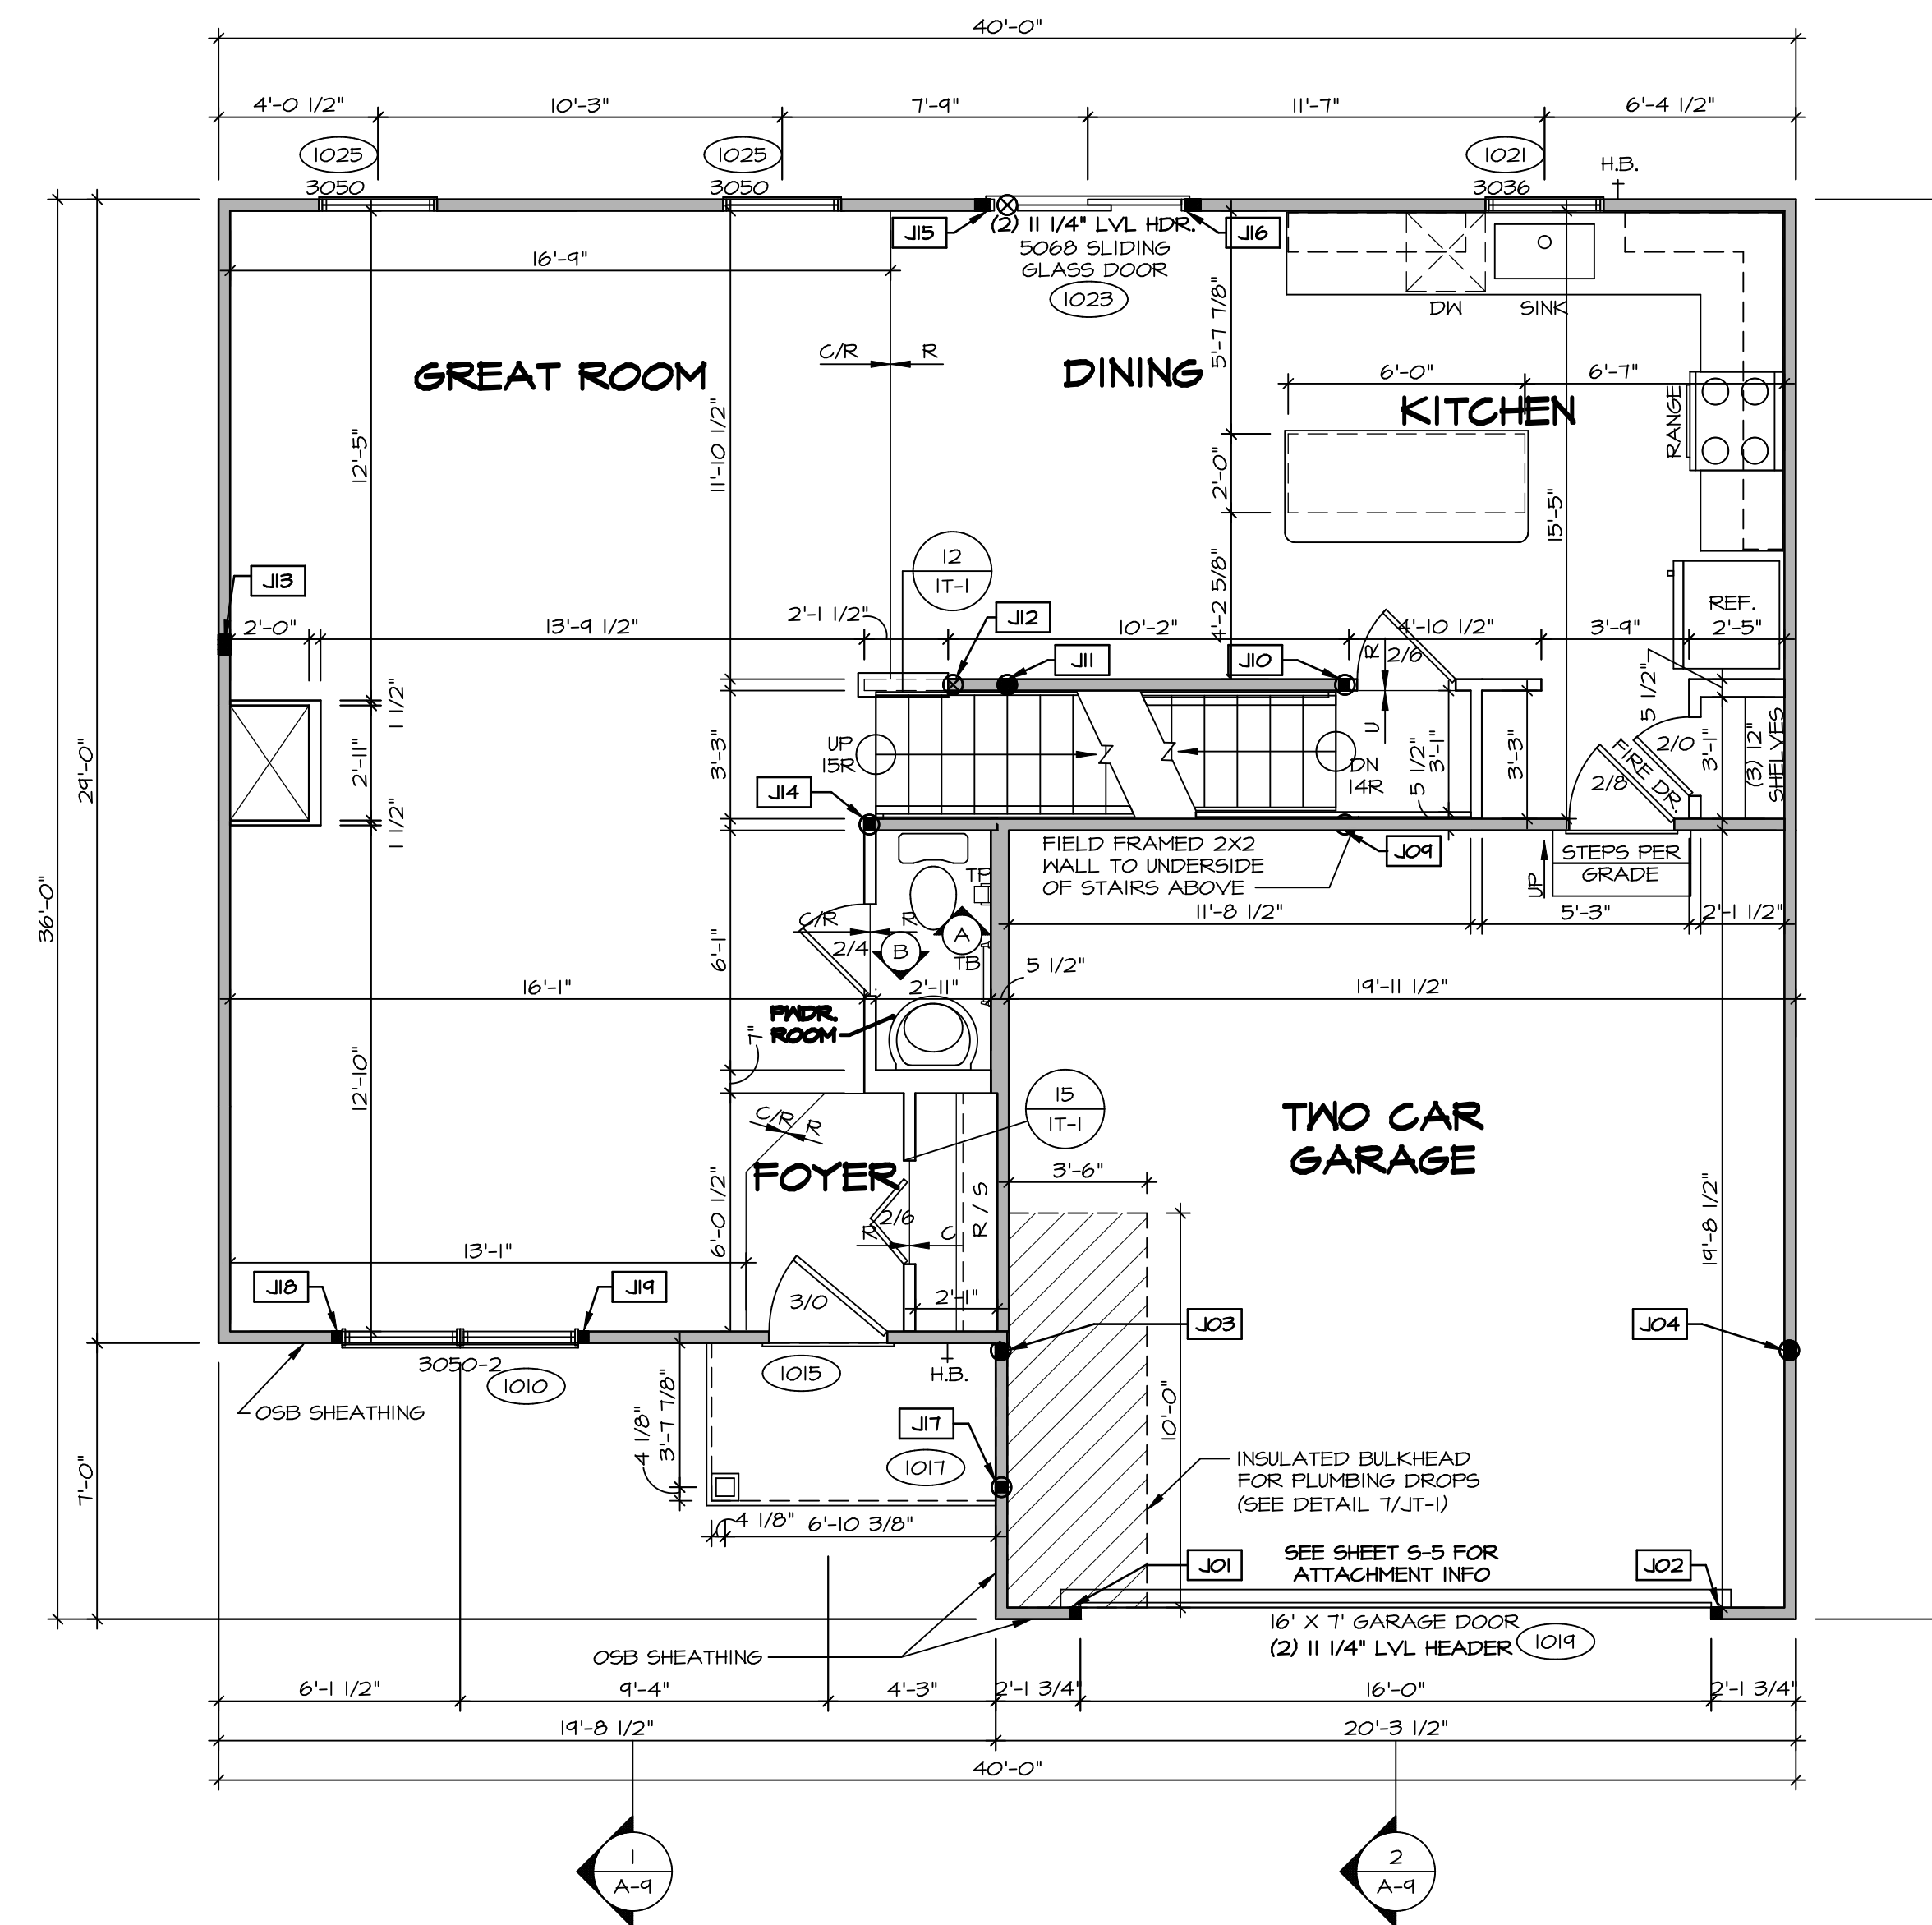 40'-0"
4'-0 1/2"
10'-3"
7'-9"
11'-7"
6'-4 1/2"
1025
1025
1021
H.B.
3050
3050
3036
J15
(2) 11 1/4" LVL HDR.
J16
5068 SLIDING
GLASS DOOR
1023
16'-9"
DW
SINK
5'-7 7/8"
C/R
R
GREAT ROOM
DINING
6'-0"
6'-7"
KITCHEN
RANGE
12'-5"
11'-10 1/2"
2'-0"
15'-5"
12
1T-1
J13
4'-2 5/8"
REF.
2'-0"
13'-9 1/2"
2'-1 1/2"
J12
10'-2"
4'-10 1/2"
3'-9"
2'-5"
J11
J10
R
2/6
5 1/2"
1 1/2"
U
29'-0"
2'-11"
3'-3"
UP
15R
DN
14R
5 1/2"
3'-1"
3'-3"
FIRE DR.
2/0
2/8
3'-1"
(3) 12"
SHELVES
J14
1 1/2"
FIELD FRAMED 2X2
WALL TO UNDERSIDE
OF STAIRS ABOVE
J09
STEPS PER
GRADE
UP
TP
36'-0"
C/R
R
A
11'-8 1/2"
5'-3"
2'-1 1/2"
6'-1"
2/4
B
TB
5 1/2"
16'-1"
2'-11"
19'-11 1/2"
PWDR.
ROOM
7"
12'-10"
15
1T-1
C/R
R
TWO CAR
GARAGE
FOYER
3'-6"
R / S
2/6
R
C
6'-0 1/2"
19'-8 1/2"
13'-1"
J18
J19
3/0
2'-1"
J03
J04
3050-2
1010
1015
H.B.
OSB SHEATHING
4 1/8"
3'-7 7/8"
J17
1017
10'-0"
7'-0"
INSULATED BULKHEAD
FOR PLUMBING DROPS
(SEE DETAIL 7/JT-1)
4 1/8"
6'-10 3/8"
J01
SEE SHEET S-5 FOR
ATTACHMENT INFO
J02
16' X 7' GARAGE DOOR
(2) 11 1/4" LVL HEADER
1019
OSB SHEATHING
6'-1 1/2"
9'-4"
4'-3"
2'-1 3/4"
16'-0"
2'-1 3/4"
19'-8 1/2"
20'-3 1/2"
40'-0"
1
A-9
2
A-9